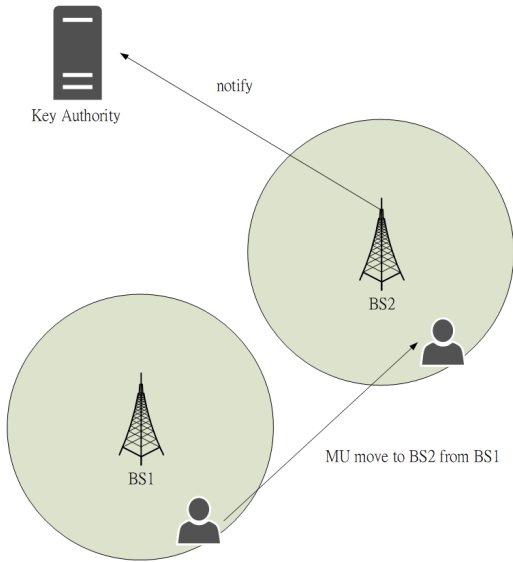 notify
Key Authority
BS2
MU move to BS2 from BS1
BS1